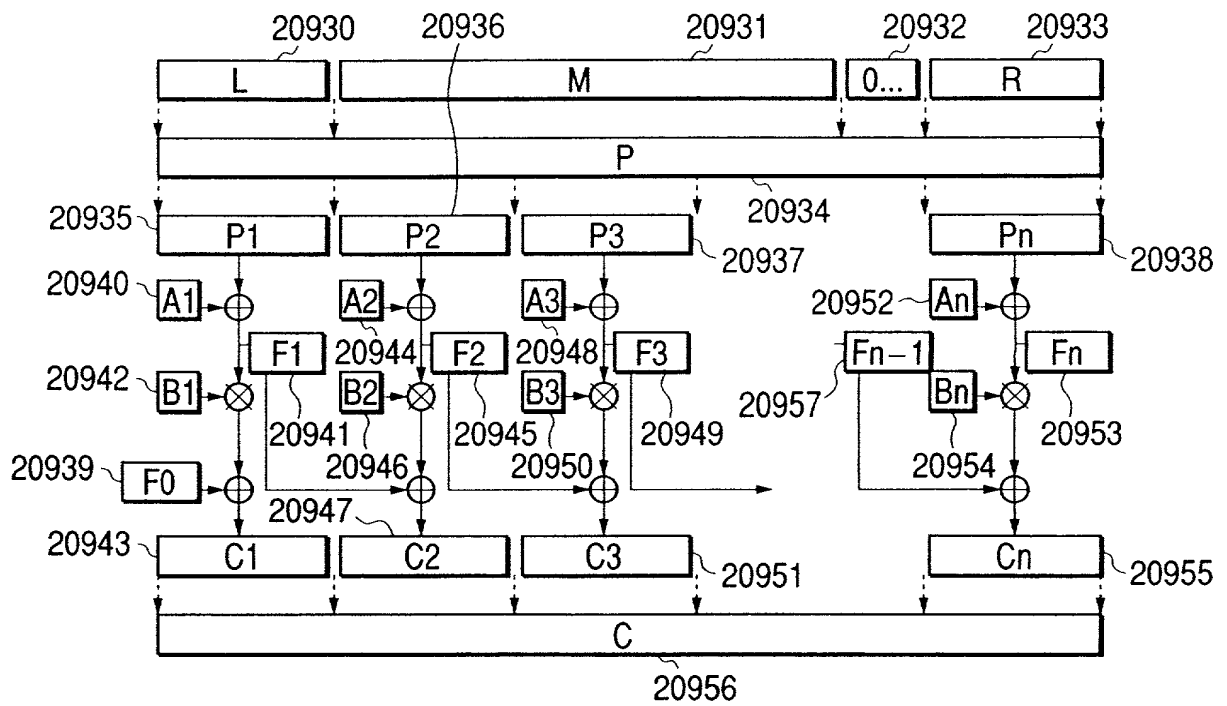 20930 20936 20931 20932 20933
L M 0... R
P
20935 20934
P1 P2 P3 Pn
20937 20938
20940 A1 A2 A3 20952 An
20944 20948
F1 F2 F3 Fn-1 Fn
20942 B1 B2 B3 20957 Bn
20941 20945 20949 20953
20939 F0 20946 20950 20954
20947
20943 C1 C2 C3 20951 Cn 20955
C
20956